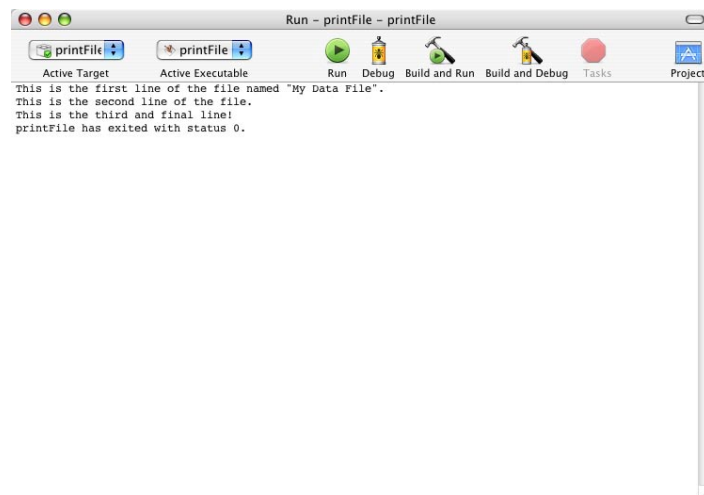 Run – printFile – printFile
printFile printFile
Active Target Active Executable Run Debug Build and Run Build and Debug Tasks Project
This is the first line of the file named "My Data File".
This is the second line of the file.
This is the third and final line!
printFile has exited with status 0.